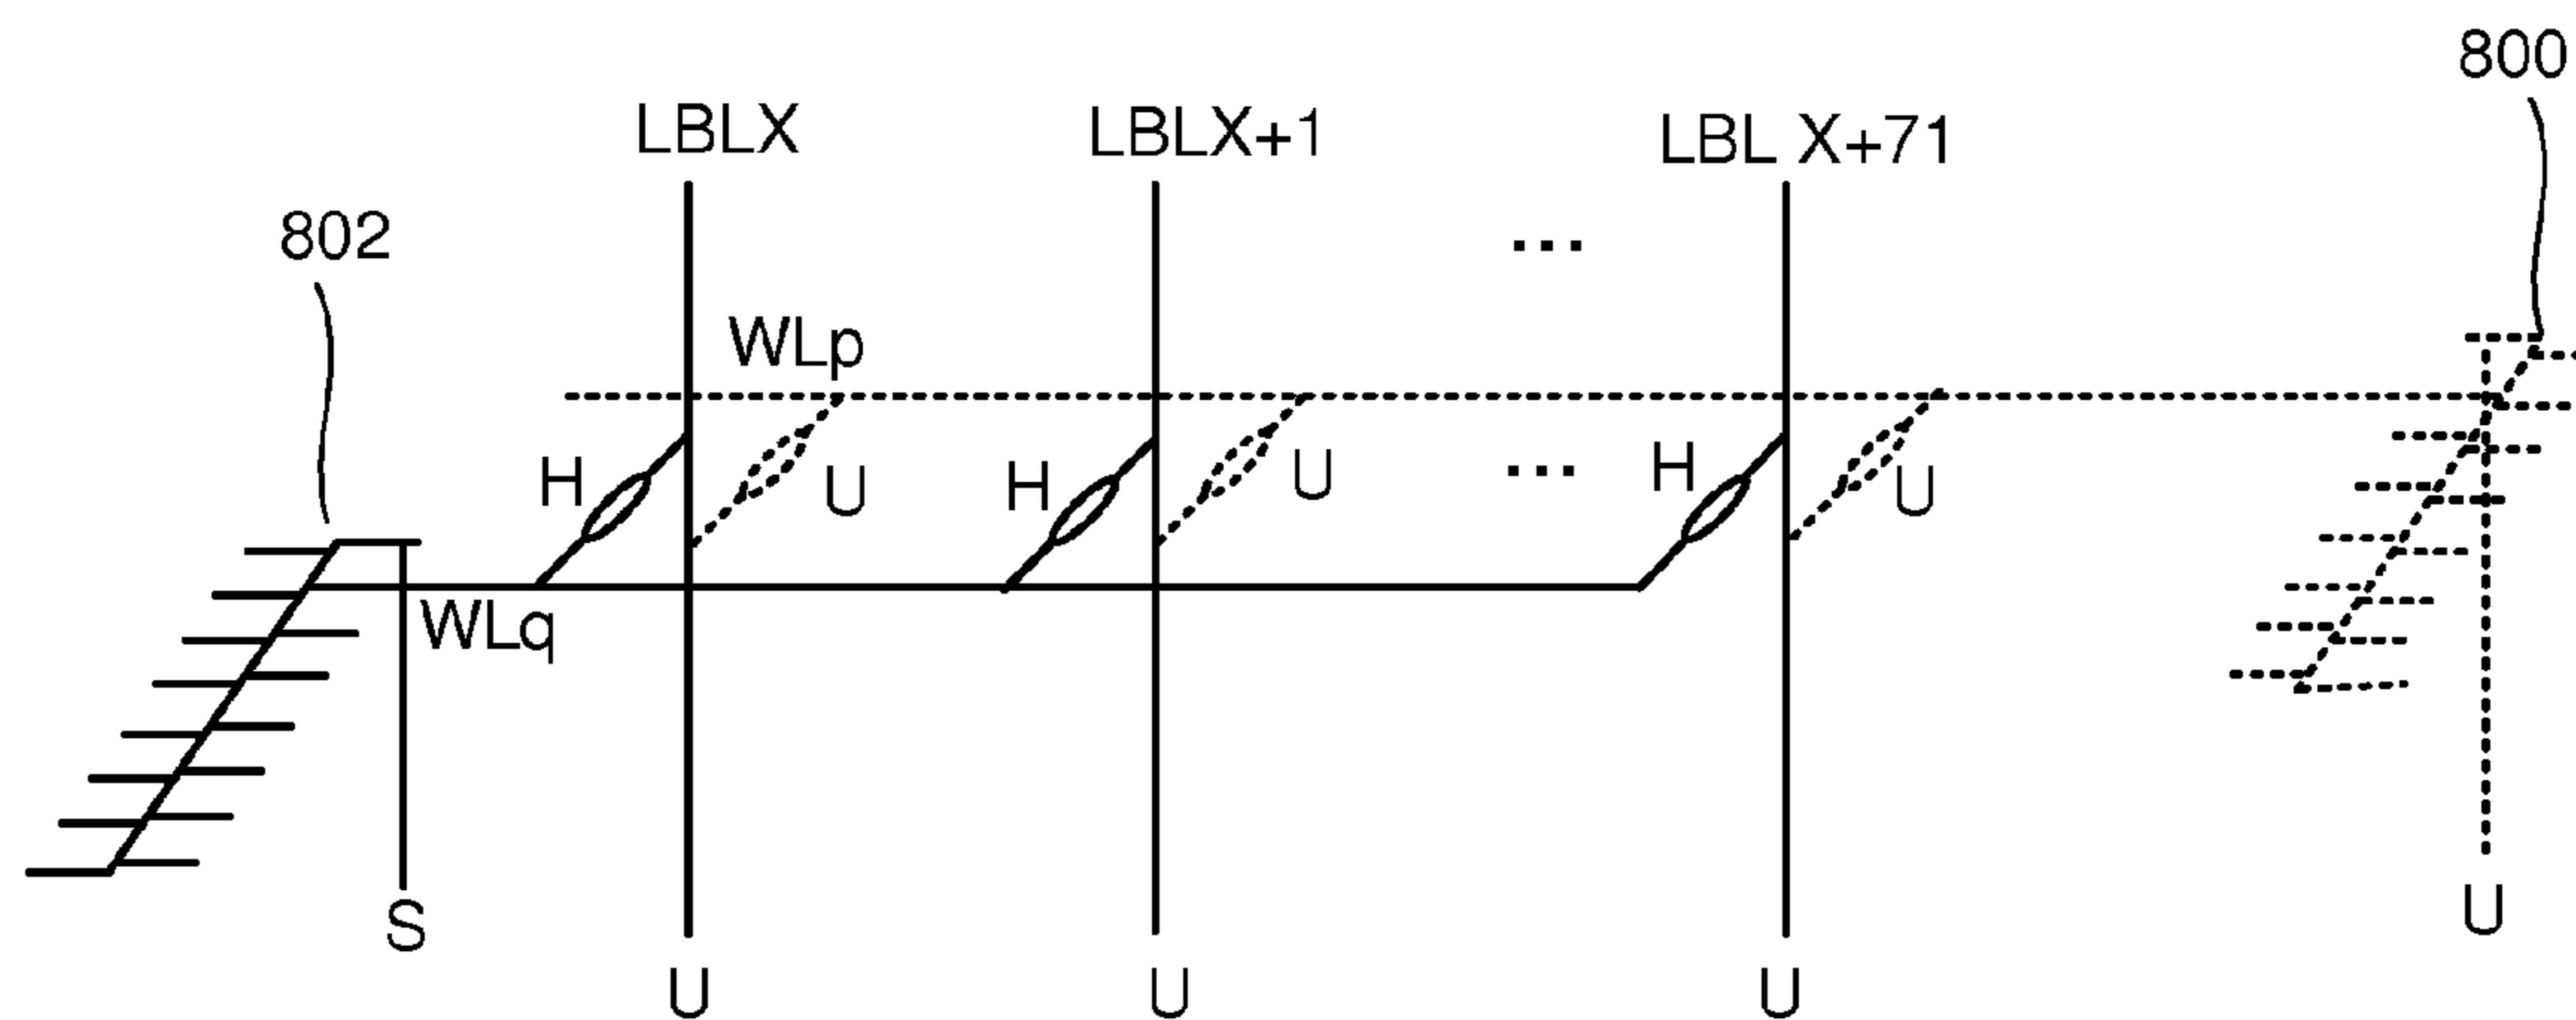 800
LBLX LBLX+1 LBL X+71
802
...
WLp
H U H U ... H U
WLq
S U
U U U